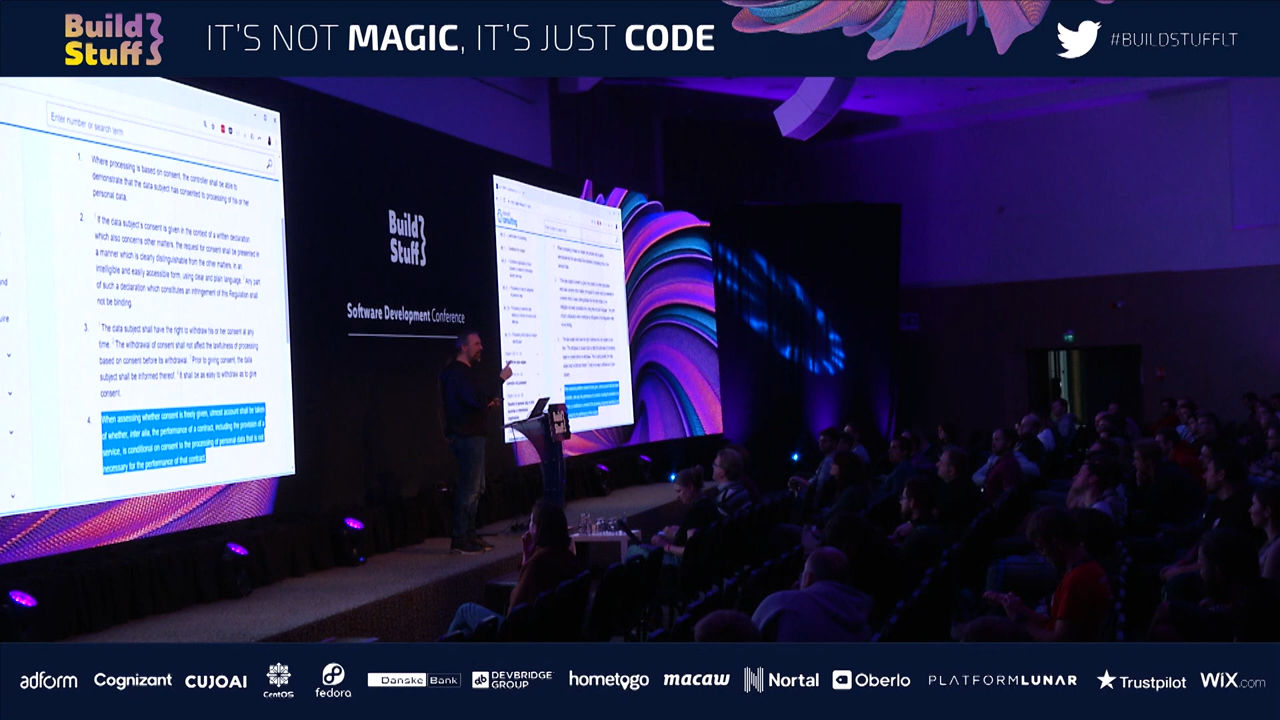 Build
Stuff
IT'S NOT MAGIC, IT'S JUST CODE
#BUILDSTUFFLT
Enter number or search term
1. Where processing is based on consent, the controller shall be able to
demonstrate that the data subject has consented to processing of his or her
personal data.
2. 1 If the data subject's consent is given in the context of a written declaration
which also concerns other matters, the request for consent shall be presented in
a manner which is clearly distinguishable from the other matters, in an
intelligible and easily accessible form, using clear and plain language. 2 Any part
of such a declaration which constitutes an infringement of this Regulation shall
not be binding.
3. 1 The data subject shall have the right to withdraw his or her consent at any
time. 2 The withdrawal of consent shall not affect the lawfulness of processing
based on consent before its withdrawal. 3 Prior to giving consent, the data
subject shall be informed thereof. 4 It shall be as easy to withdraw as to give
consent.
4. When assessing whether consent is freely given, utmost account shall be taken
of whether, inter alia, the performance of a contract, including the provision of a
service, is conditional on consent to the processing of personal data that is not
necessary for the performance of that contract.
Build
Stuff
Software Development Conference
consulting
Build
Stuff
adform
Cognizant
CUJOAI
CentOS
fedora
Danske Bank
DEVBRIDGE
GROUP
hometogo
macaw
Nortal
Oberlo
PLATFORMLUNAR
Trustpilot
WiX.com